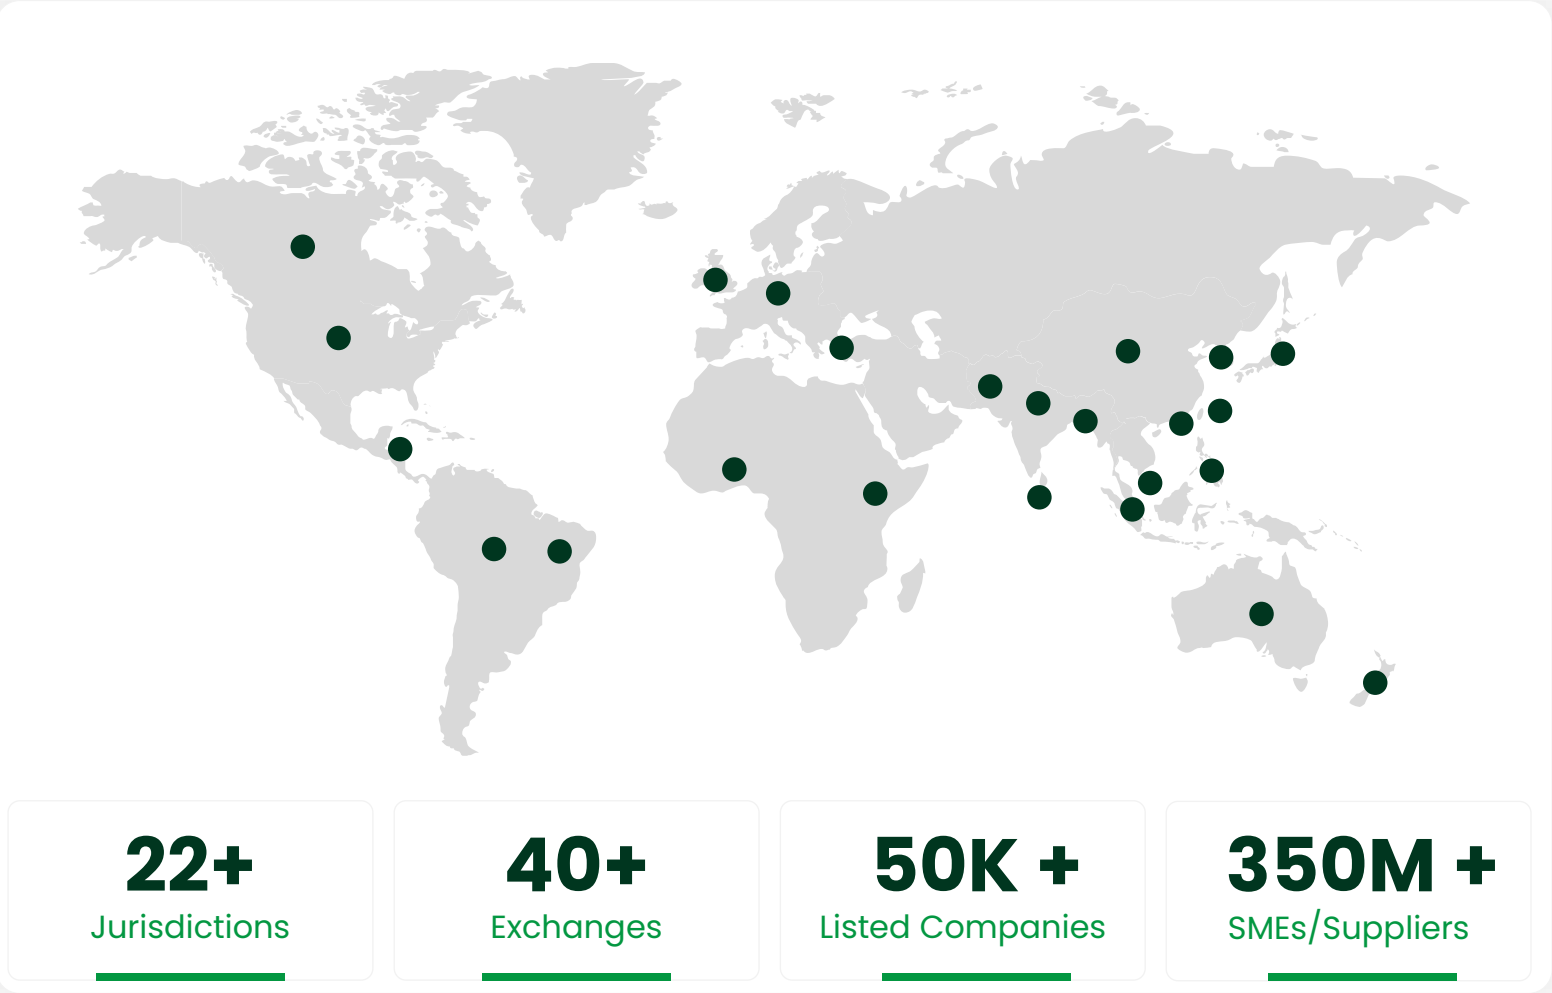 22+
Jurisdictions
40+
Exchanges
50K +
Listed Companies
350M +
SMEs/Suppliers